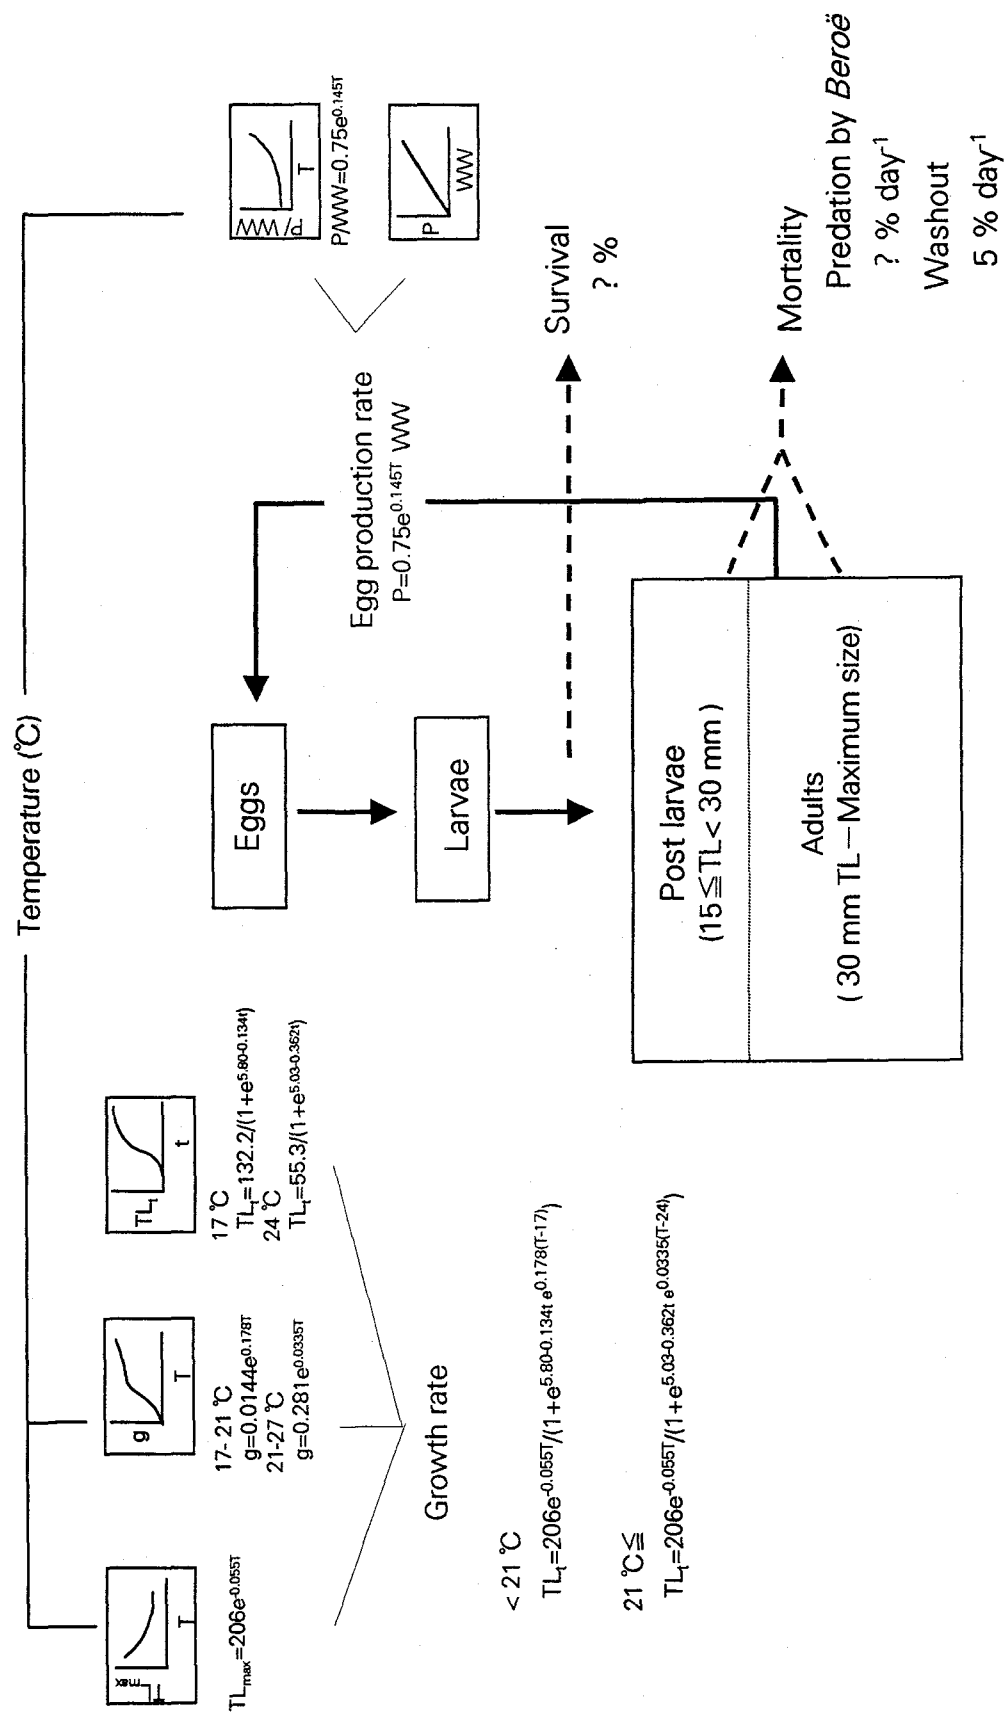 Temperature (℃)
TLmax
T
TLmax=206e-0.055T
g
T
17- 21 ℃
g=0.0144e0.178T
21-27 ℃
g=0.281e0.0335T
TLt
t
17 ℃
TLt=132.2/(1+e5.80-0.134t)
24 ℃
TLt=55.3/(1+e5.03-0.362t)
Growth rate
< 21 ℃
TLt=206e-0.055T/(1+e5.80-0.134t e0.178(T-17))
21 ℃≦
TLt=206e-0.055T/(1+e5.03-0.362t e0.0335(T-24))
Eggs
Larvae
Post larvae
(15≦TL< 30 mm )
Adults
( 30 mm TL—Maximum size)
Egg production rate
P=0.75e0.145T WW
P/WW
T
P/WW=0.75e0.145T
P
WW
Survival
? %
Mortality
Predation by Beroë
? % day-1
Washout
5 % day-1